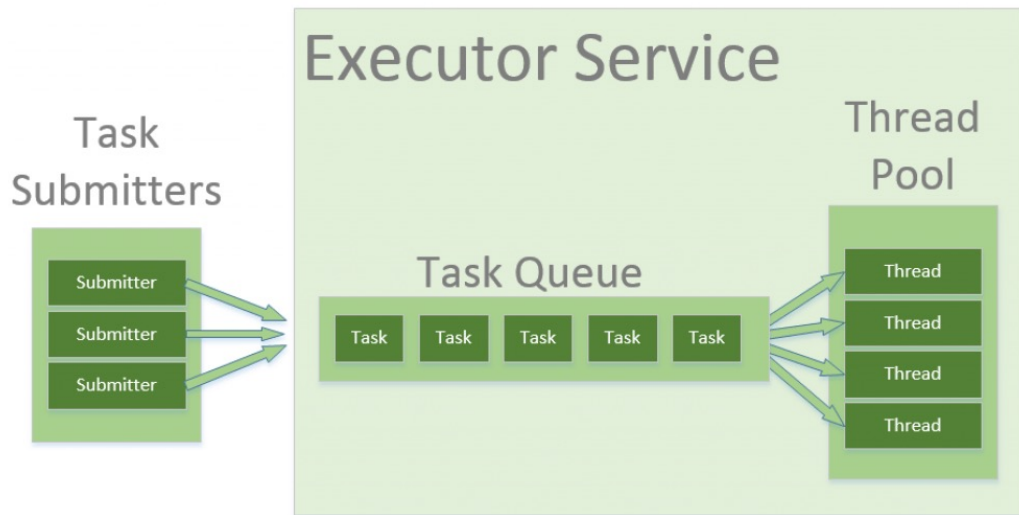 Executor Service
Task
Submitters
Submitter
Submitter
Submitter
Task Queue
Task Task Task Task Task
Thread
Pool
Thread
Thread
Thread
Thread